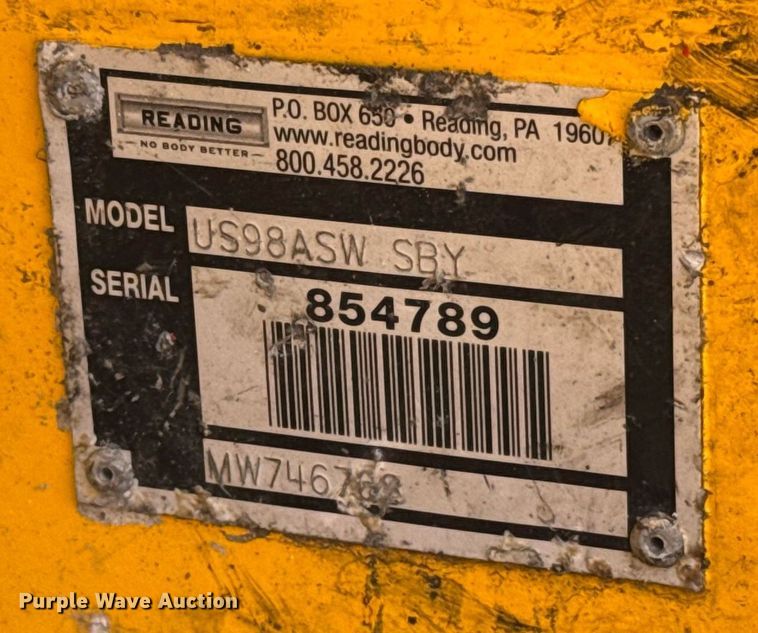 READING
NO BODY BETTER
P.O. BOX 650 • Reading, PA
www.readingbody.com
800.458.2226
MODEL US98ASW SBY
SERIAL 854789
Purple Wave Auction